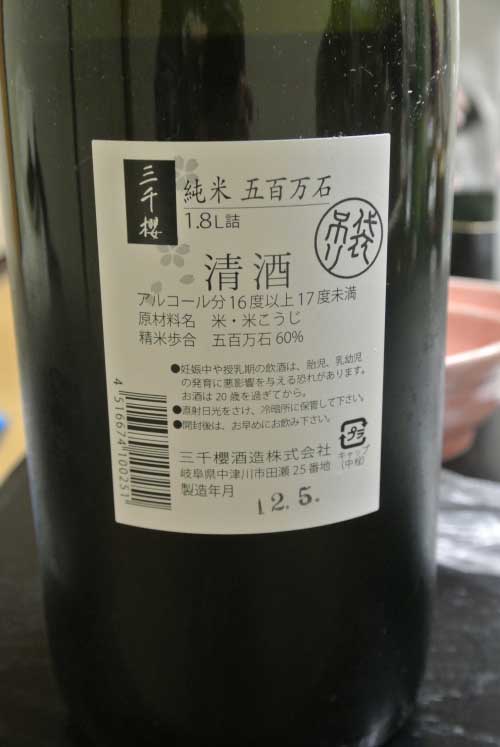 三千櫻
純米 五百万石
1.8L詰
袋吊り
清酒
アルコール分 16度以上17度未満
原材料名 米・米こうじ
精米歩合 五百万石60%
●妊娠中や授乳期の飲酒は、胎児、乳幼児
の発育に悪影響を与える恐れがあります。
お酒は20歳を過ぎてから。
●直射日光をさけ、冷暗所に保管して下さい。
●開封後は、お早めにお飲み下さい。
4516674100251
三千櫻酒造株式会社
岐阜県中津川市田瀬25番地
製造年月
12.5.
プラ
キャップ
(中栓)